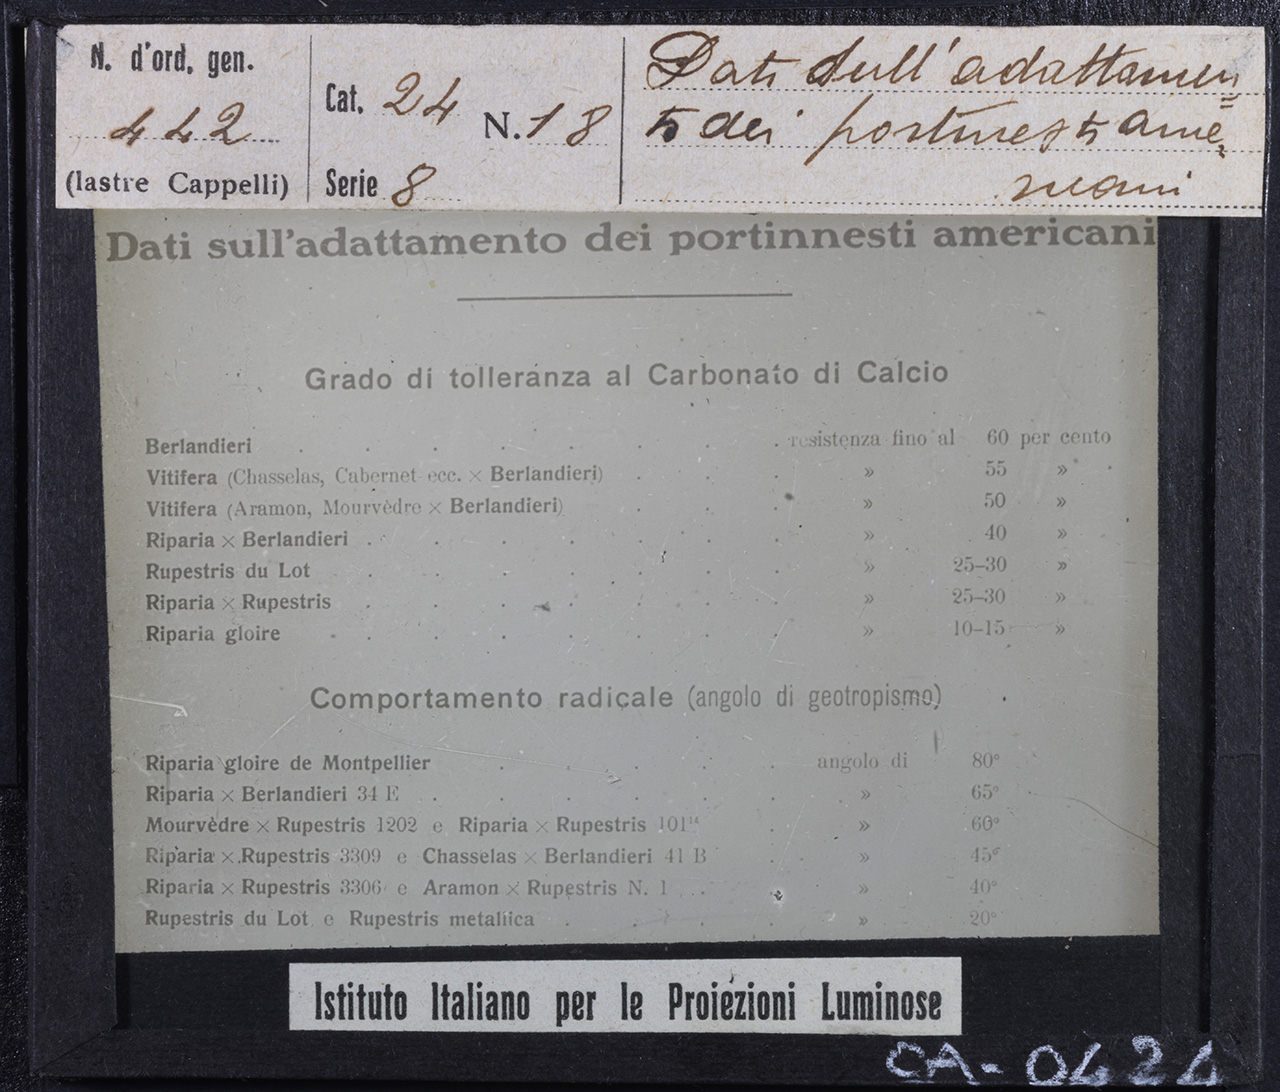 N. d'ord. gen.
442
(lastre Cappelli)
Cat. 24 N. 18
Serie 8
Dati sull'adattamen=
to dei portinnesti ame=
ricani
Dati sull'adattamento dei portinnesti americani
Grado di tolleranza al Carbonato di Calcio
Berlandieri . . . . . . . . resistenza fino al 60 per cento
Vitifera (Chasselas, Cabernet ecc. × Berlandieri) . . . » 55 »
Vitifera (Aramon, Mourvèdre × Berlandieri) . . . » 50 »
Riparia × Berlandieri . . . . . . . » 40 »
Rupestris du Lot . . . . . . . » 25–30 »
Riparia × Rupestris . . . . . . . » 25–30 »
Riparia gloire . . . . . . . . » 10–15 »
Comportamento radicale (angolo di geotropismo)
Riparia gloire de Montpellier . . . . . angolo di 80°
Riparia × Berlandieri 34 E . . . . . . » 65°
Mourvèdre × Rupestris 1202 e Riparia × Rupestris 101¹⁴ . » 60°
Riparia × Rupestris 3309 e Chasselas × Berlandieri 41 B . . » 45°
Riparia × Rupestris 3306 e Aramon × Rupestris N. 1 . . . » 40°
Rupestris du Lot e Rupestris metallica . . . . » 20°
Istituto Italiano per le Proiezioni Luminose
CA-0424